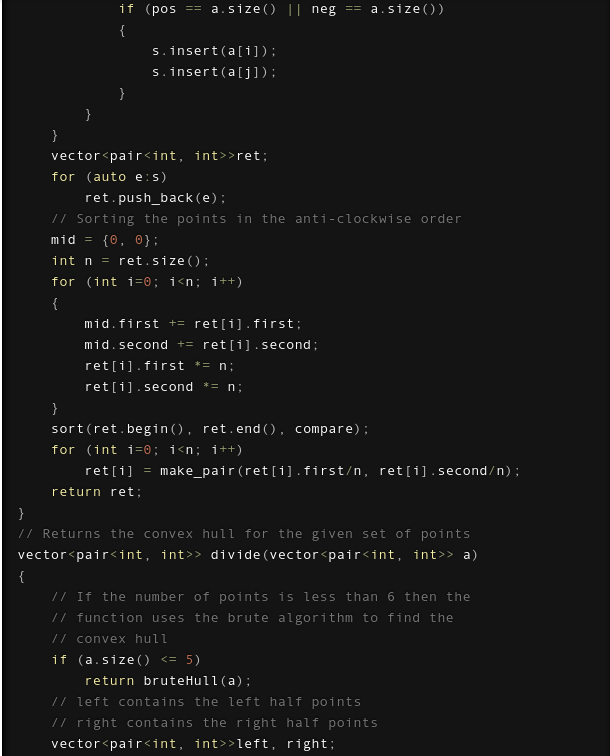 if (pos == a.size() || neg == a.size())
            {
                s.insert(a[i]);
                s.insert(a[j]);
            }
        }
    }
    vector<pair<int, int>>ret;
    for (auto e:s)
        ret.push_back(e);
    // Sorting the points in the anti-clockwise order
    mid = {0, 0};
    int n = ret.size();
    for (int i=0; i<n; i++)
    {
        mid.first += ret[i].first;
        mid.second += ret[i].second;
        ret[i].first *= n;
        ret[i].second *= n;
    }
    sort(ret.begin(), ret.end(), compare);
    for (int i=0; i<n; i++)
        ret[i] = make_pair(ret[i].first/n, ret[i].second/n);
    return ret;
}
// Returns the convex hull for the given set of points
vector<pair<int, int>> divide(vector<pair<int, int>> a)
{
    // If the number of points is less than 6 then the
    // function uses the brute algorithm to find the
    // convex hull
    if (a.size() <= 5)
        return bruteHull(a);
    // left contains the left half points
    // right contains the right half points
    vector<pair<int, int>>left, right;